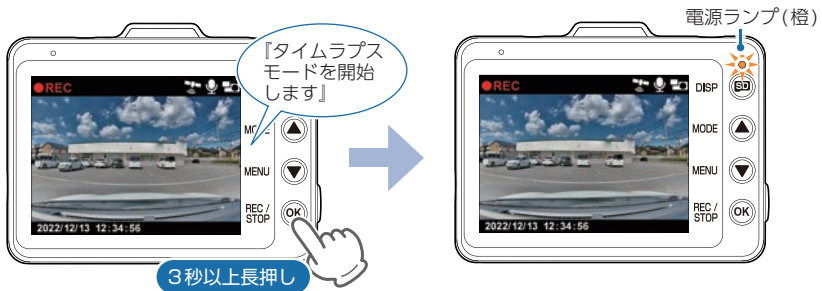 『タイムラプス
モードを開始
します』
●REC
MENU
REC /
STOP
OK
2022/12/13 12:34:56
3秒以上長押し
電源ランプ(橙)
●REC
DISP
SD
MODE
MENU
REC /
STOP
OK
2022/12/13 12:34:56